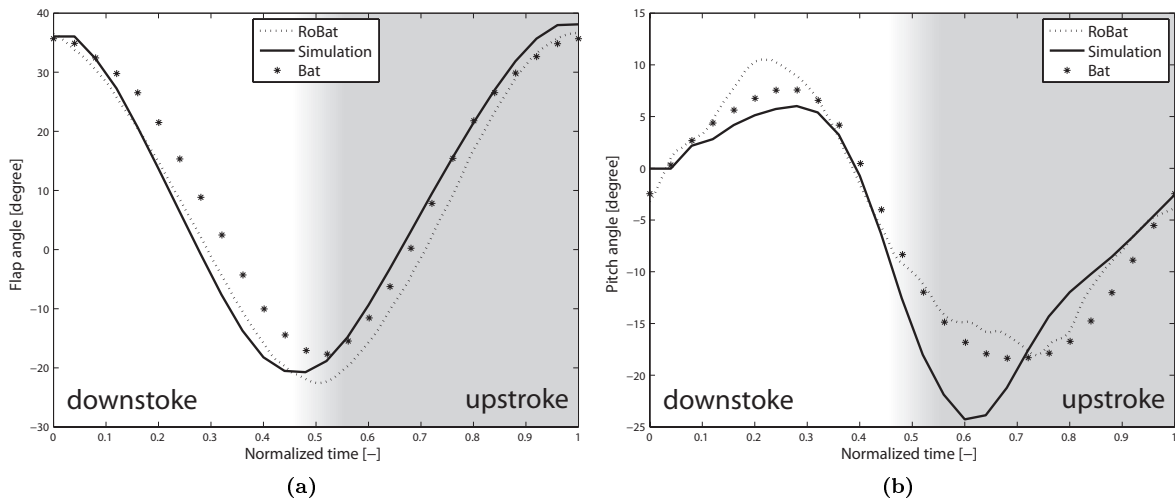 40
30
20
10
0
−10
−20
−30
Flap angle [degree]
RoBat
Simulation
Bat
downstoke
upstroke
0
0.1
0.2
0.3
0.4
0.5
0.6
0.7
0.8
0.9
1
Normalized time [−]
(a)
15
10
5
0
−5
−10
−15
−20
−25
Pitch angle [degree]
RoBat
Simulation
Bat
downstoke
upstroke
0
0.1
0.2
0.3
0.4
0.5
0.6
0.7
0.8
0.9
1
Normalized time [−]
(b)